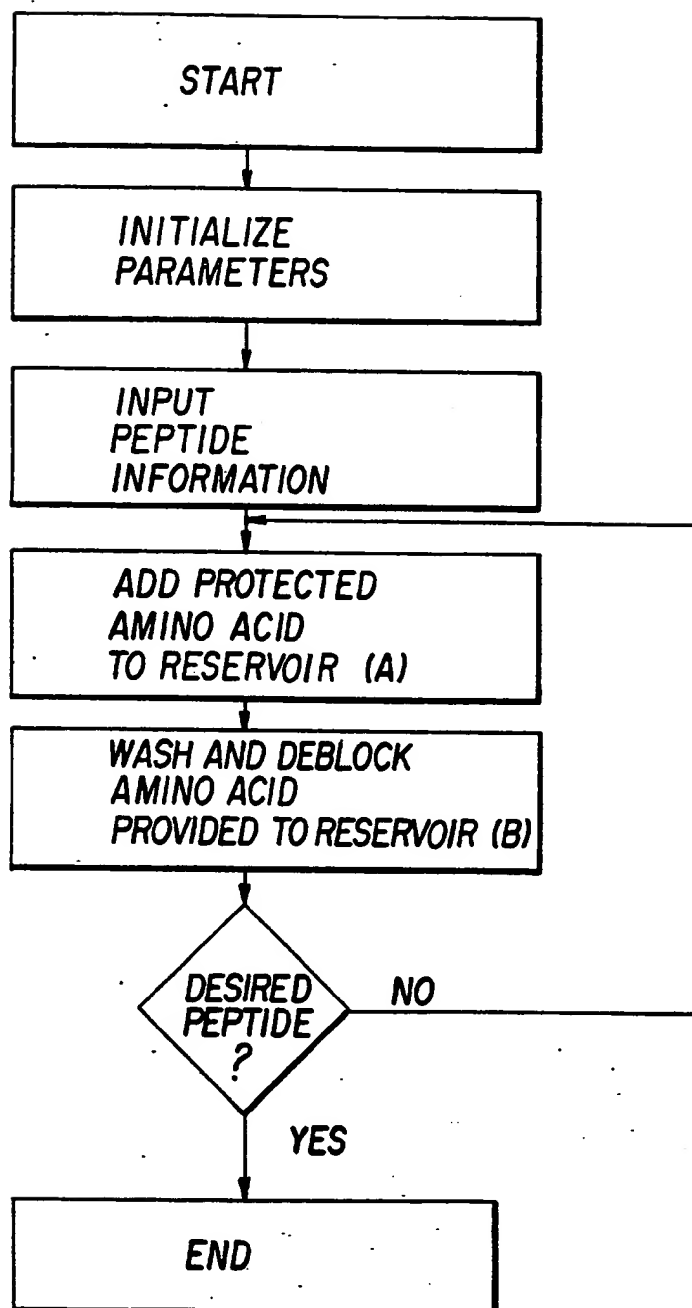 START
INITIALIZE
PARAMETERS
INPUT
PEPTIDE
INFORMATION
ADD PROTECTED
AMINO ACID
TO RESERVOIR (A)
WASH AND DEBLOCK
AMINO ACID
PROVIDED TO RESERVOIR (B)
DESIRED
PEPTIDE
?
NO
YES
END